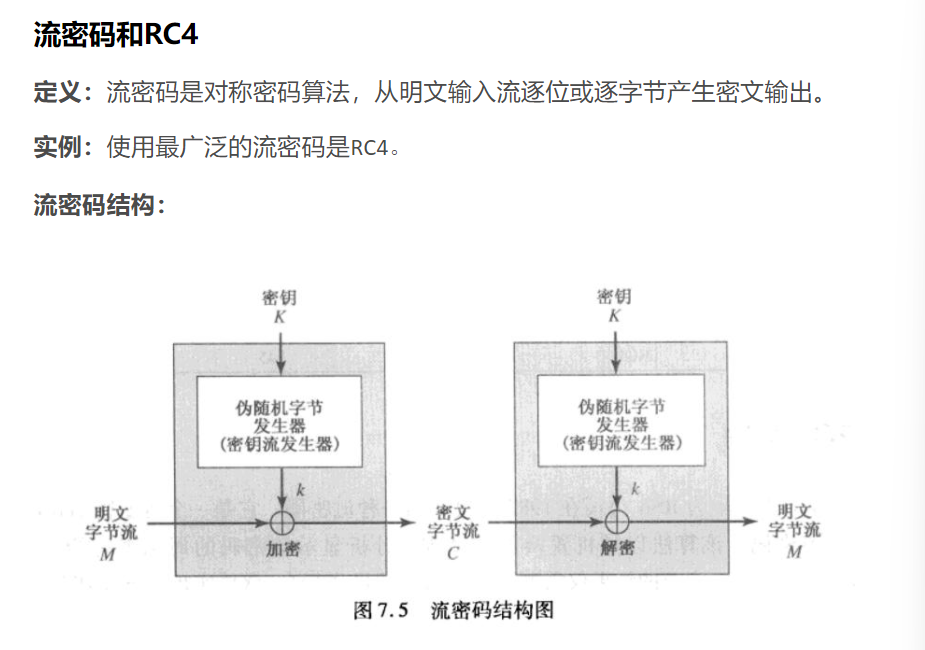 流密码和RC4
定义：流密码是对称密码算法，从明文输入流逐位或逐字节产生密文输出。
实例：使用最广泛的流密码是RC4。
流密码结构：
密钥
K
密钥
K
伪随机字节
发生器
(密钥流发生器)
伪随机字节
发生器
(密钥流发生器)
k
k
明文
字节流
M
加密
密文
字节流
C
解密
明文
字节流
M
图 7.5 流密码结构图